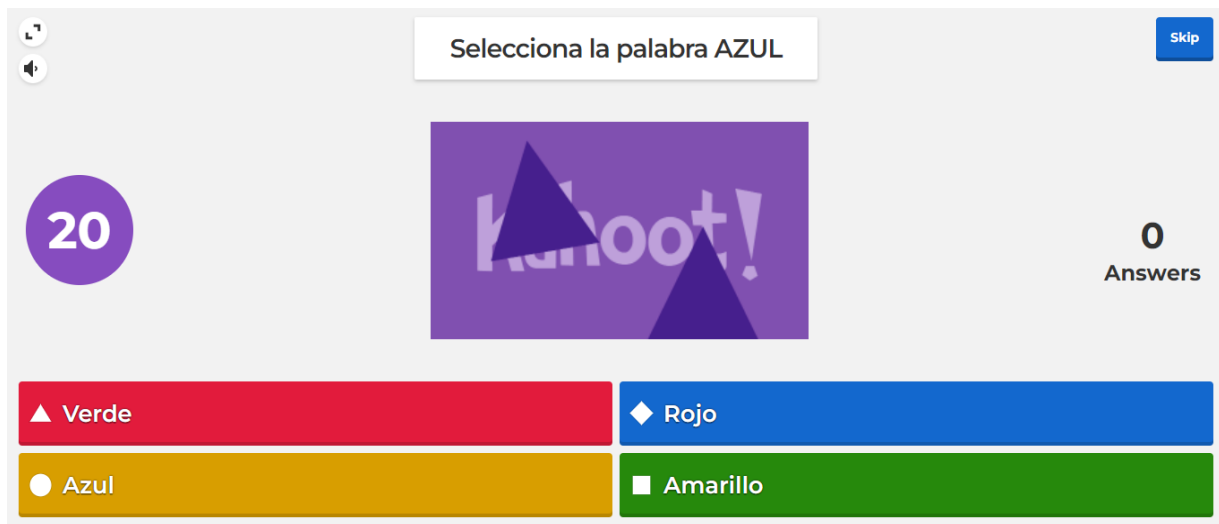 Selecciona la palabra AZUL
Skip
kahoot!
20
0
Answers
Verde
Rojo
Azul
Amarillo